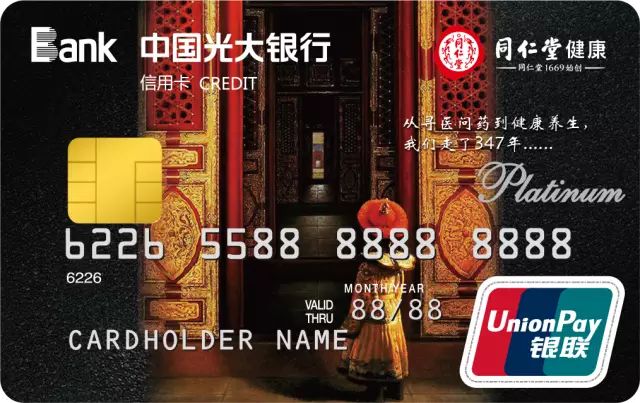 Bank 中国光大银行
信用卡 CREDIT
同仁堂
同仁堂健康
同仁堂1669始创
从寻医问药到健康养生，
我们走了347年......
Platinum
6226 5588 8888 8888
6226
MONTH/YEAR
VALID THRU 88/88
CARDHOLDER NAME
UnionPay
银联